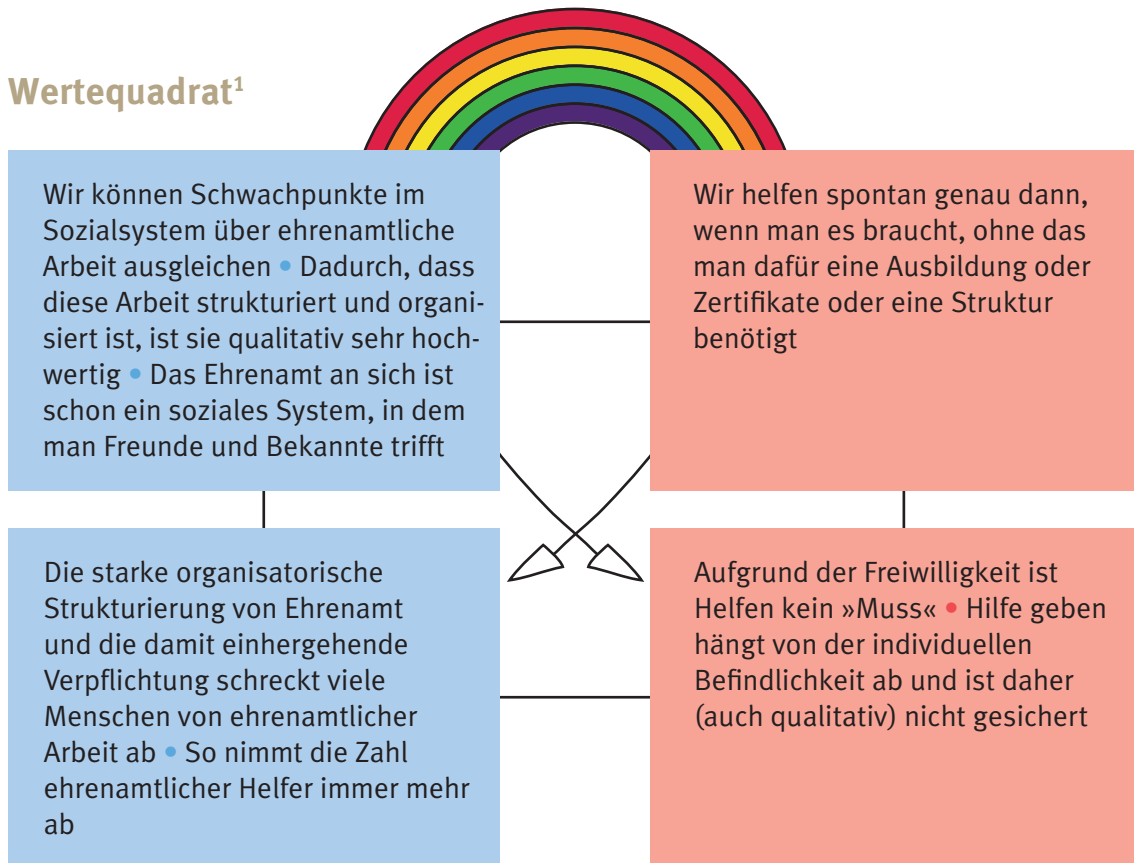 Wertequadrat¹
Wir können Schwachpunkte im
Sozialsystem über ehrenamtliche
Arbeit ausgleichen • Dadurch, dass
diese Arbeit strukturiert und organi-
siert ist, ist sie qualitativ sehr hoch-
wertig • Das Ehrenamt an sich ist
schon ein soziales System, in dem
man Freunde und Bekannte trifft
Wir helfen spontan genau dann,
wenn man es braucht, ohne das
man dafür eine Ausbildung oder
Zertifikate oder eine Struktur
benötigt
Die starke organisatorische
Strukturierung von Ehrenamt
und die damit einhergehende
Verpflichtung schreckt viele
Menschen von ehrenamtlicher
Arbeit ab • So nimmt die Zahl
ehrenamtlicher Helfer immer mehr
ab
Aufgrund der Freiwilligkeit ist
Helfen kein »Muss« • Hilfe geben
hängt von der individuellen
Befindlichkeit ab und ist daher
(auch qualitativ) nicht gesichert